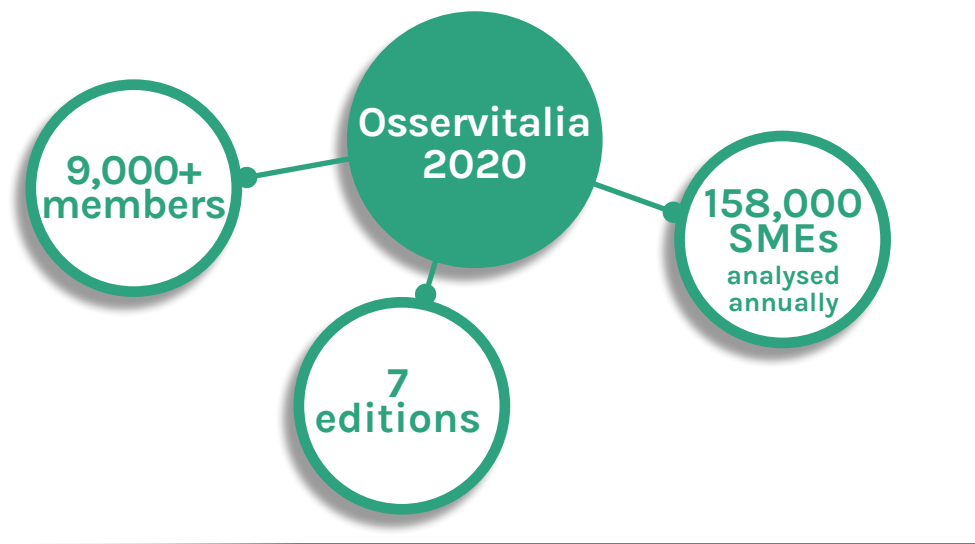 Osservitalia
2020
9,000+
members
158,000
SMEs
analysed
annually
7
editions